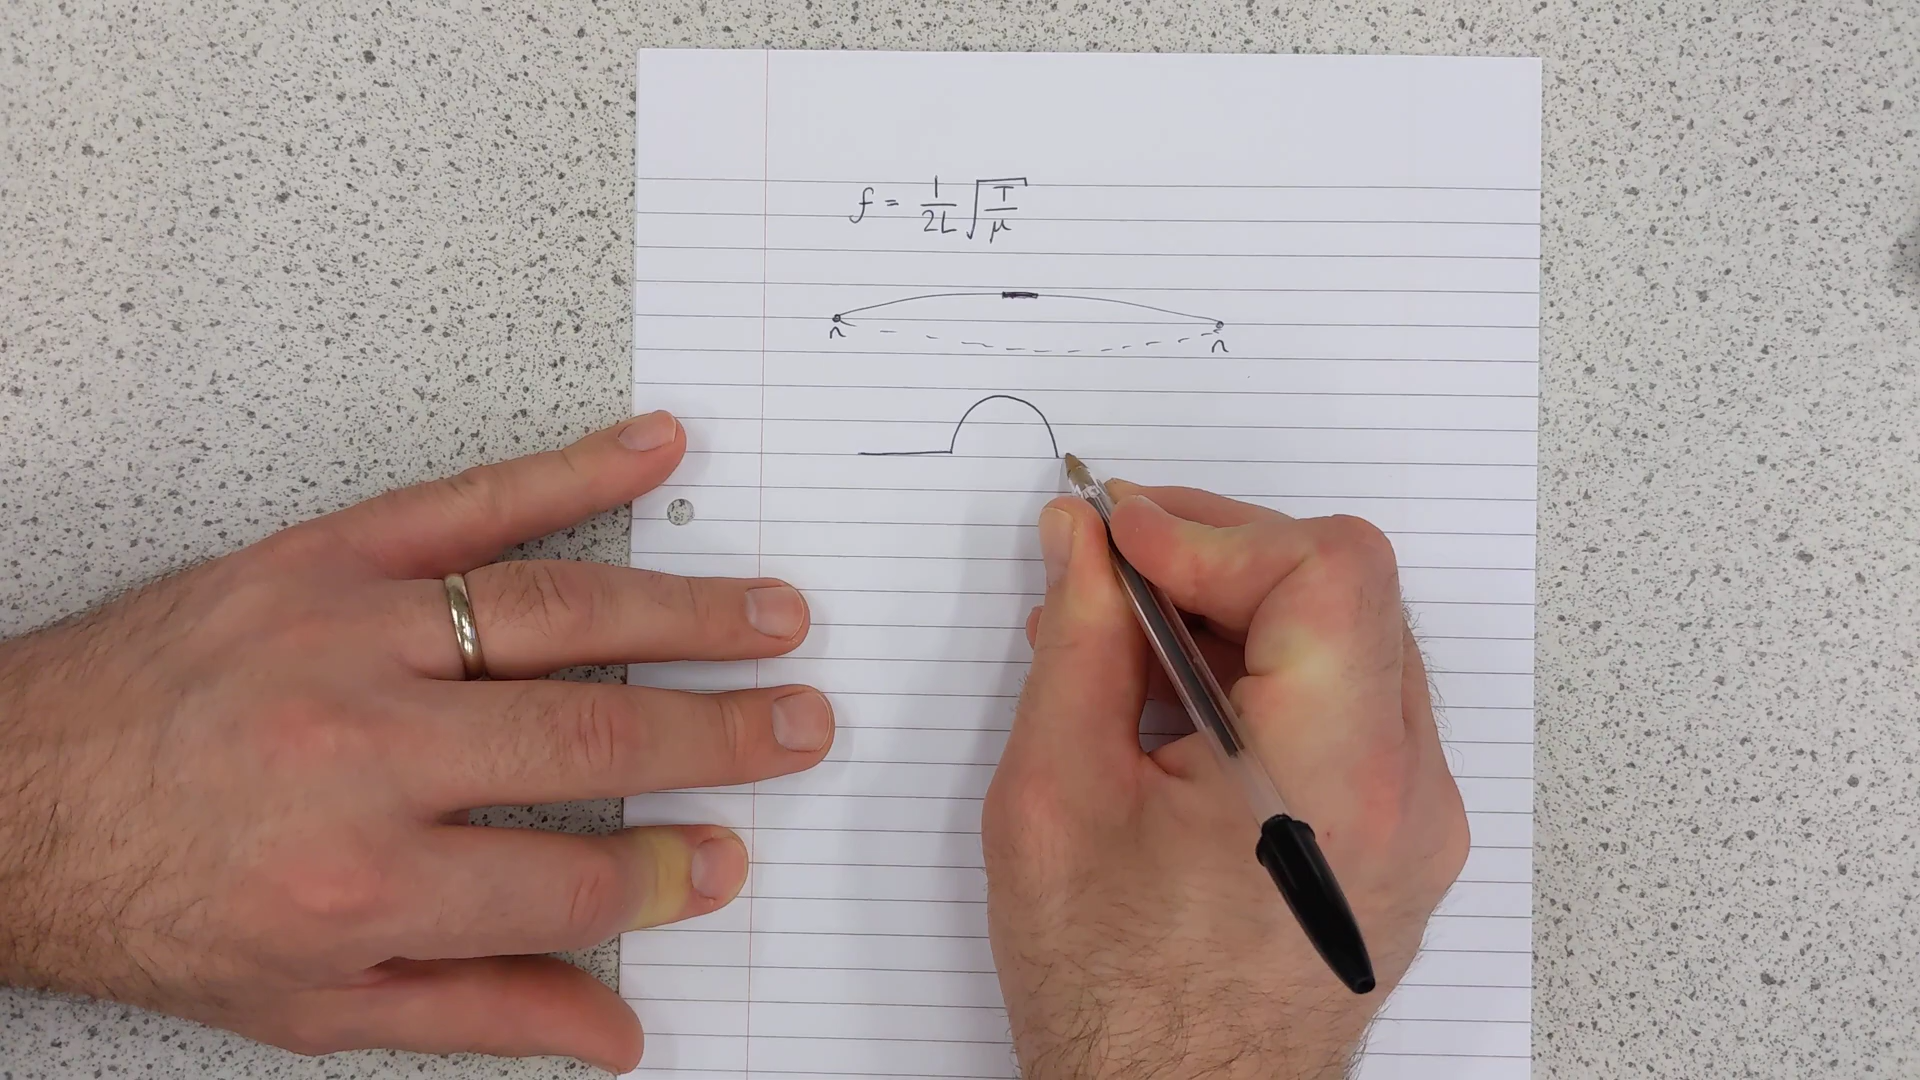 f = 1/2L √T/μ
n n